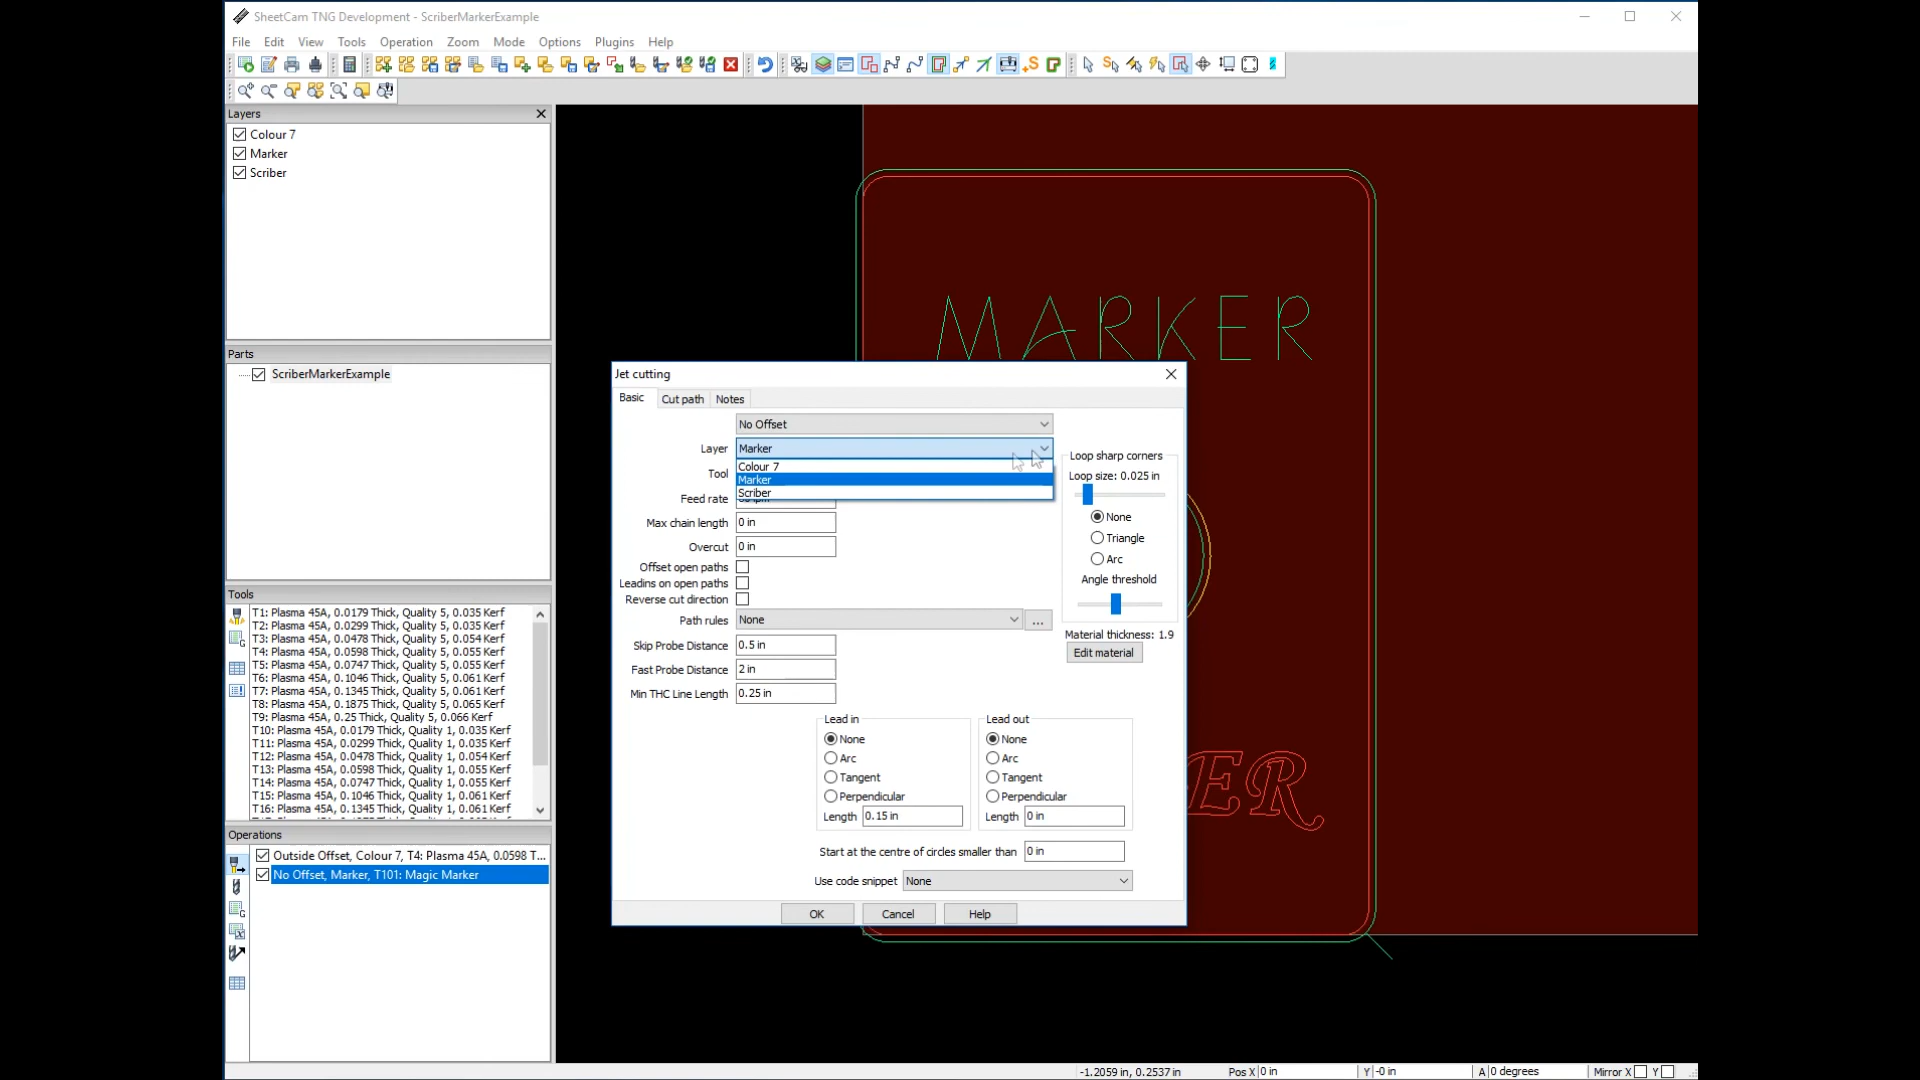 SheetCam TNG Development - ScriberMarkerExample
File Edit View Tools Operation Zoom Mode Options Plugins Help
Layers
Colour 7
Marker
Scriber
Parts
ScriberMarkerExample
Tools
T1: Plasma 45A, 0.0179 Thick, Quality 5, 0.035 Kerf
T2: Plasma 45A, 0.0299 Thick, Quality 5, 0.035 Kerf
T3: Plasma 45A, 0.0478 Thick, Quality 5, 0.054 Kerf
T4: Plasma 45A, 0.0598 Thick, Quality 5, 0.055 Kerf
T5: Plasma 45A, 0.0747 Thick, Quality 5, 0.055 Kerf
T6: Plasma 45A, 0.1046 Thick, Quality 5, 0.061 Kerf
T7: Plasma 45A, 0.1345 Thick, Quality 5, 0.061 Kerf
T8: Plasma 45A, 0.1875 Thick, Quality 5, 0.065 Kerf
T9: Plasma 45A, 0.25 Thick, Quality 5, 0.066 Kerf
T10: Plasma 45A, 0.0179 Thick, Quality 1, 0.035 Kerf
T11: Plasma 45A, 0.0299 Thick, Quality 1, 0.035 Kerf
T12: Plasma 45A, 0.0478 Thick, Quality 1, 0.054 Kerf
T13: Plasma 45A, 0.0598 Thick, Quality 1, 0.055 Kerf
T14: Plasma 45A, 0.0747 Thick, Quality 1, 0.055 Kerf
T15: Plasma 45A, 0.1046 Thick, Quality 1, 0.061 Kerf
T16: Plasma 45A, 0.1345 Thick, Quality 1, 0.061 Kerf
Operations
Outside Offset, Colour 7, T4: Plasma 45A, 0.0598 T...
No Offset, Marker, T101: Magic Marker
MARKER
Jet cutting
Basic Cut path Notes
No Offset
Layer Marker
Colour 7
Marker
Scriber
Tool
Feed rate
Max chain length 0 in
Overcut 0 in
Offset open paths
Leadins on open paths
Reverse cut direction
Path rules None ...
Skip Probe Distance 0.5 in
Fast Probe Distance 2 in
Min THC Line Length 0.25 in
Loop sharp corners
Loop size: 0.025 in
None
Triangle
Arc
Angle threshold
Material thickness: 1.9
Edit material
Lead in
None
Arc
Tangent
Perpendicular
Length 0.15 in
Lead out
None
Arc
Tangent
Perpendicular
Length 0 in
Start at the centre of circles smaller than 0 in
Use code snippet None
OK Cancel Help
ER
-1.2059 in, 0.2537 in Pos X 0 in Y -0 in A 0 degrees Mirror X Y